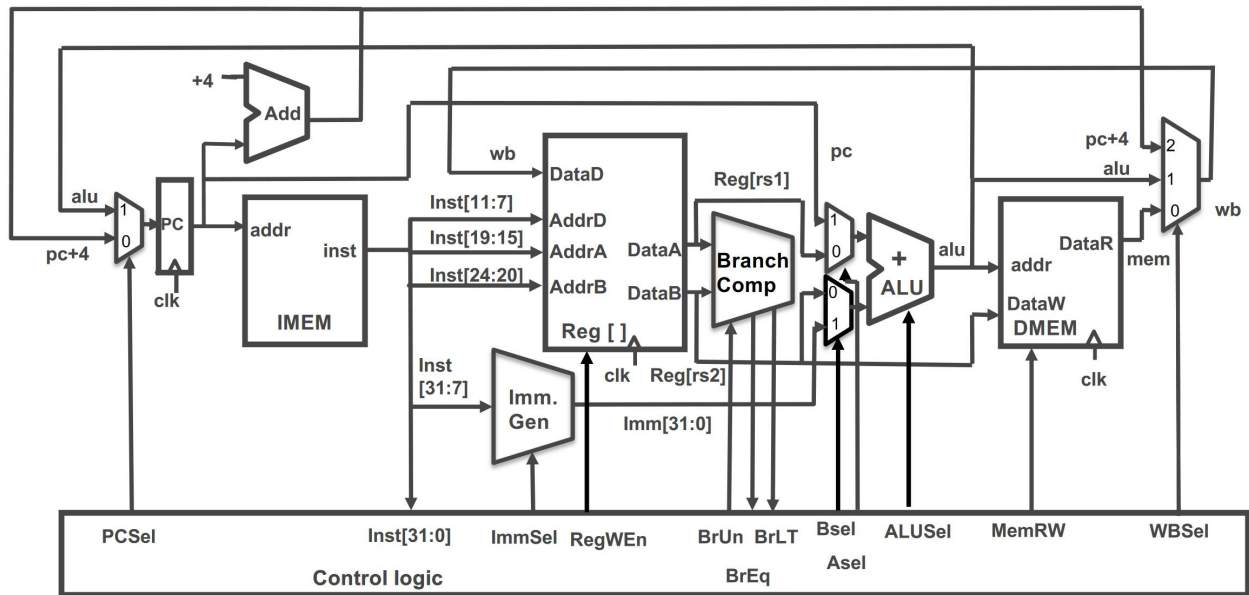 +4
Add
pc+4
alu
wb
pc
alu
1
0
pc+4
PC
clk
addr
inst
IMEM
Inst[11:7]
Inst[19:15]
Inst[24:20]
DataD
AddrD
AddrA
AddrB
DataA
DataB
Reg [ ]
clk
Reg[rs1]
Reg[rs2]
Branch
Comp
1
0
0
1
+
ALU
alu
addr
DataW
DataR
DMEM
clk
mem
2
1
0
wb
Inst
[31:7]
Imm.
Gen
Imm[31:0]
PCSel
Inst[31:0]
ImmSel
RegWEn
BrUn
BrLT
BrEq
Bsel
Asel
ALUSel
MemRW
WBSel
Control logic